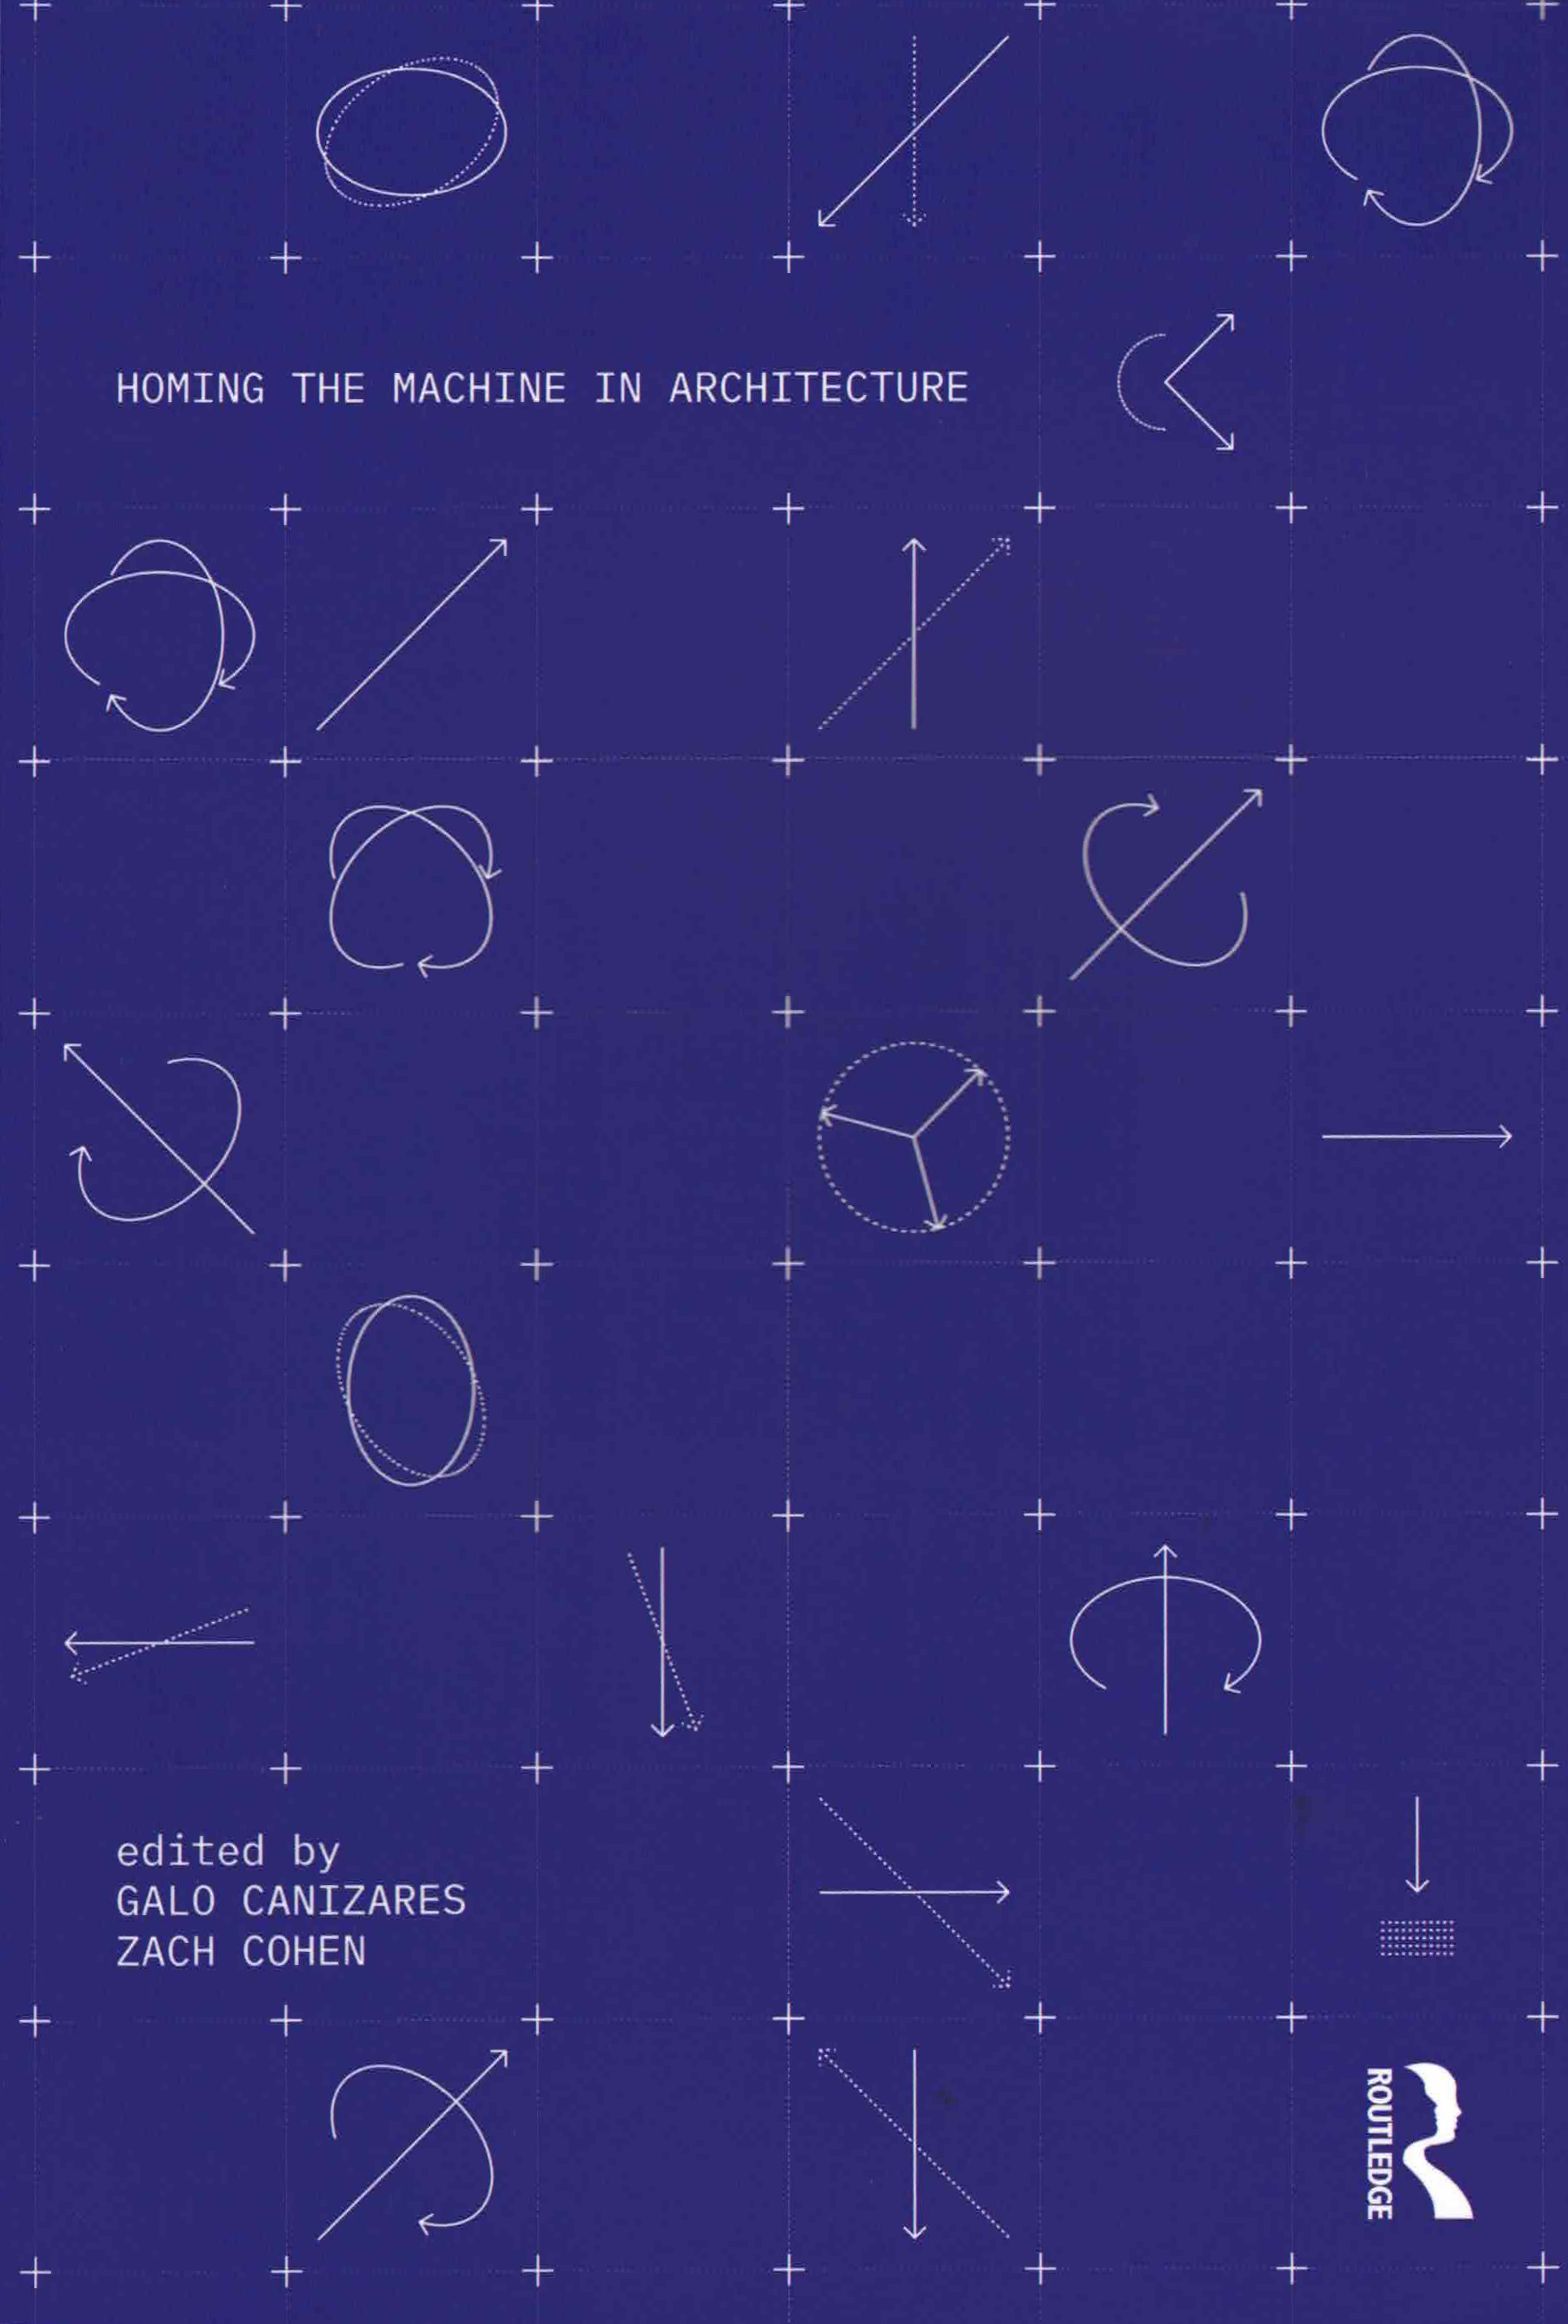 HOMING THE MACHINE IN ARCHITECTURE
edited by
GALO CANIZARES
ZACH COHEN
ROUTLEDGE